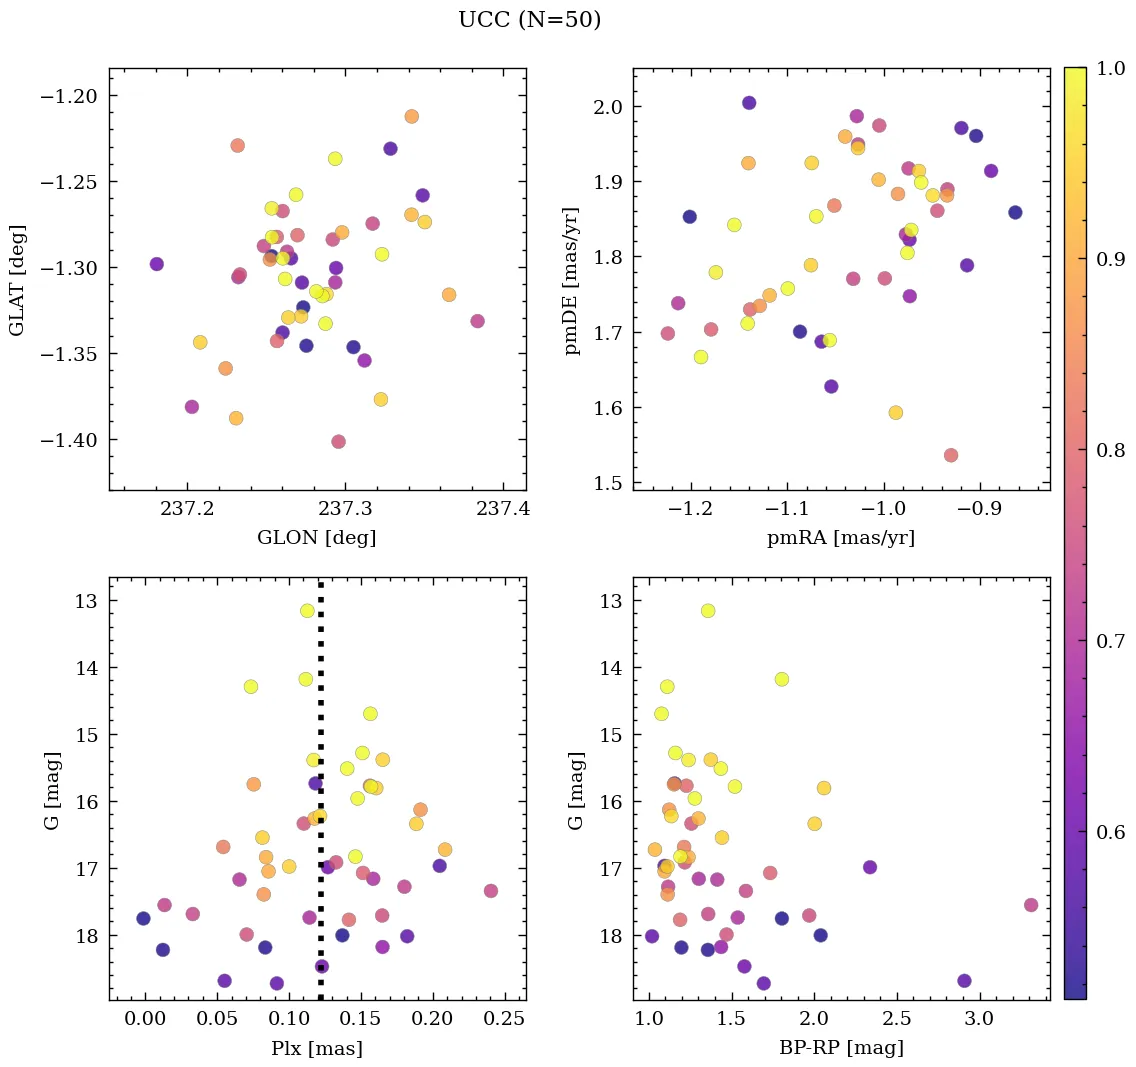 UCC (N=50)
−1.20
−1.25
−1.30
−1.35
−1.40
GLAT [deg]
237.2 237.3 237.4
GLON [deg]
2.0
1.9
1.8
1.7
1.6
1.5
pmDE [mas/yr]
−1.2 −1.1 −1.0 −0.9
pmRA [mas/yr]
1.0
0.9
0.8
0.7
0.6
13
14
15
16
17
18
G [mag]
0.00 0.05 0.10 0.15 0.20 0.25
Plx [mas]
13
14
15
16
17
18
G [mag]
1.0 1.5 2.0 2.5 3.0
BP-RP [mag]